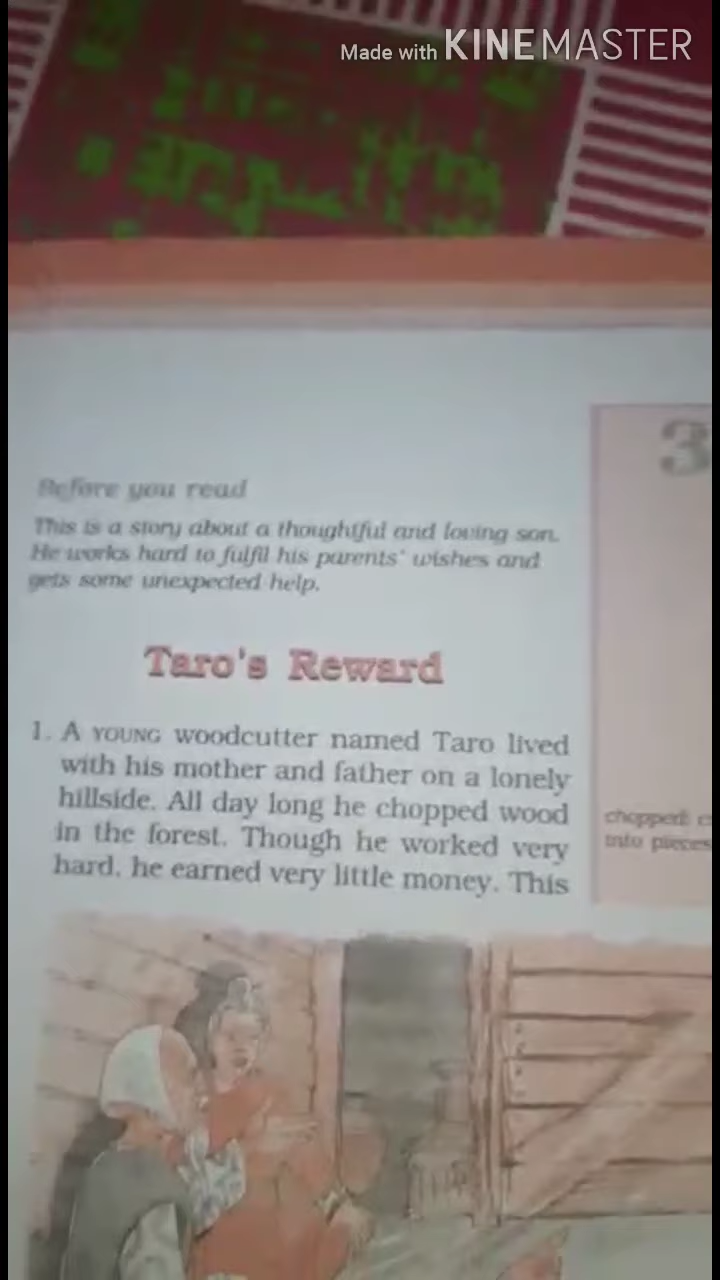 Made with KINEMASTER
3
Before you read
This is a story about a thoughtful and loving son.
He works hard to fulfil his parents' wishes and
gets some unexpected help.
Taro's Reward
1. A YOUNG woodcutter named Taro lived
with his mother and father on a lonely
hillside. All day long he chopped wood
in the forest. Though he worked very
hard, he earned very little money. This
chopped: c
into pieces